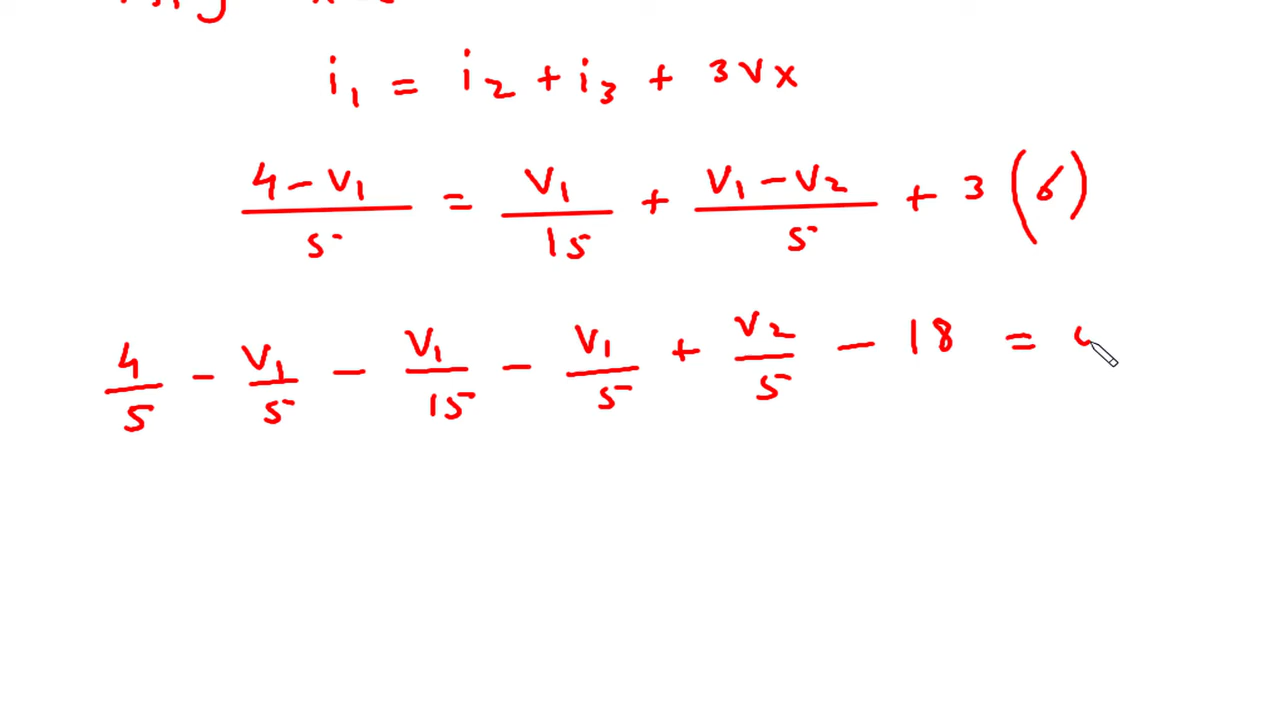 i₁ = i₂ + i₃ + 3Vx
(4 - V₁)/5 = V₁/15 + (V₁ - V₂)/5 + 3(6)
4/5 - V₁/5 - V₁/15 - V₁/5 + V₂/5 - 18 =